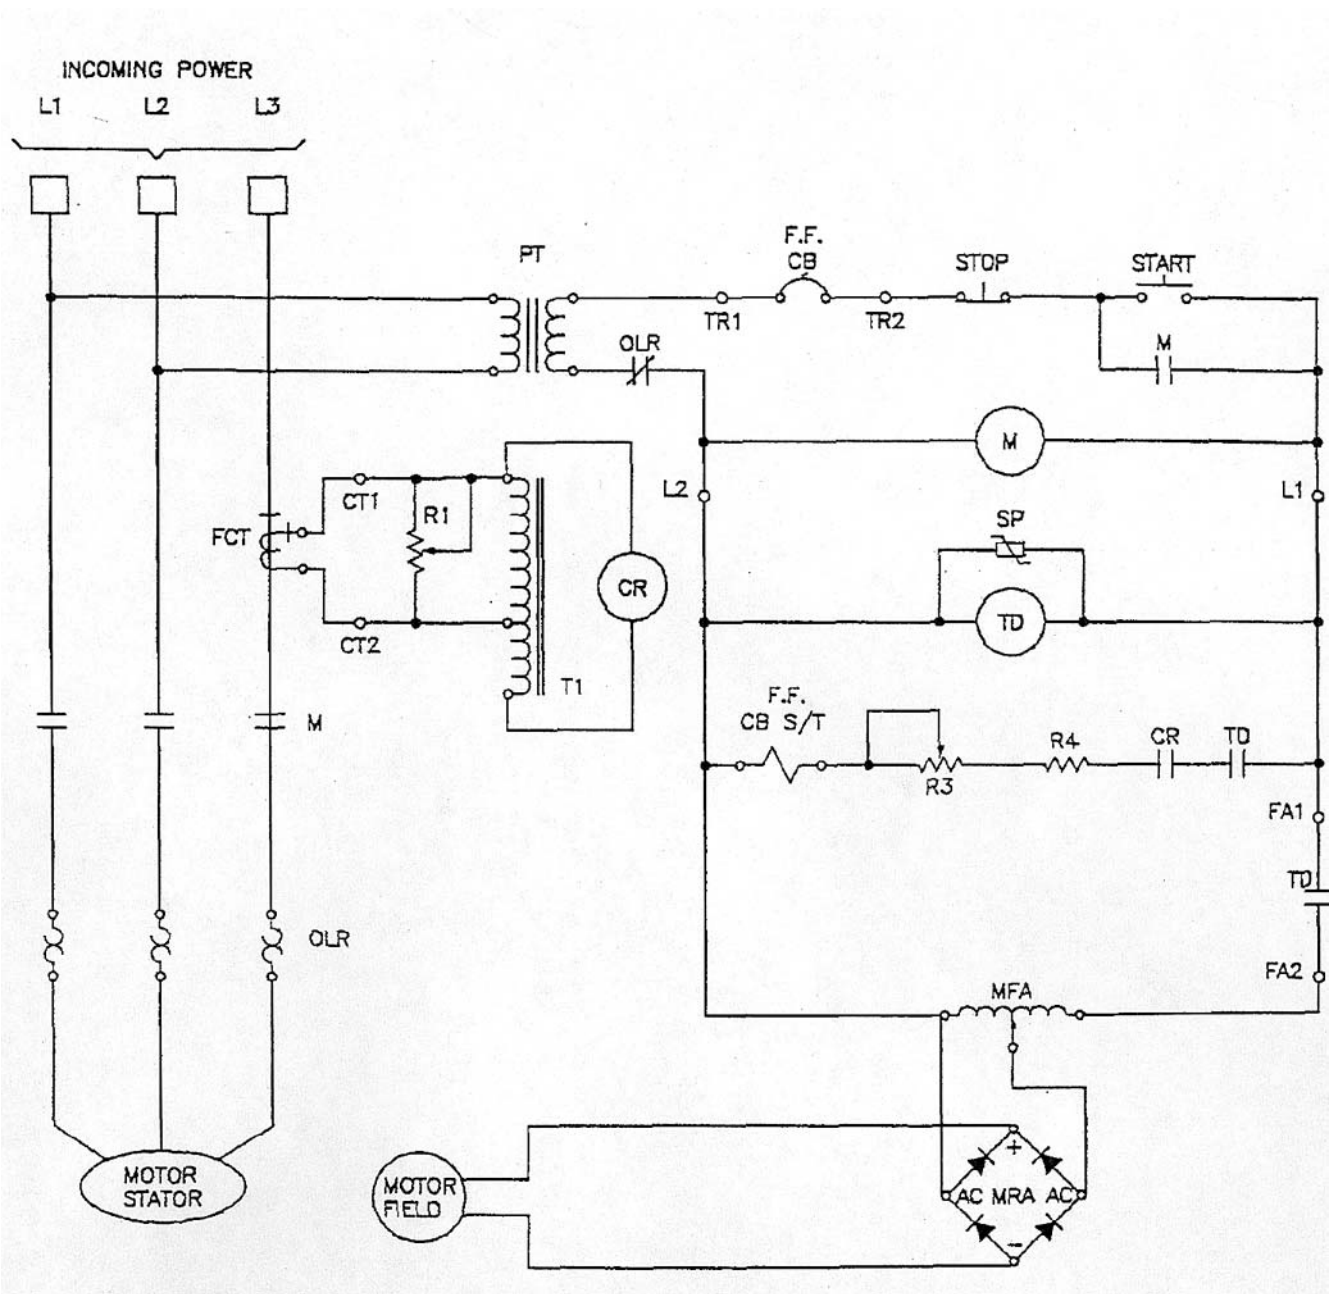 INCOMING POWER
L1
L2
L3
PT
F.F.
CB
STOP
START
TR1
TR2
OLR
M
M
L2
L1
CT1
R1
FCT
CR
CT2
T1
SP
TD
M
F.F.
CB S/T
R3
R4
CR
TD
FA1
TD
FA2
OLR
MFA
MOTOR
STATOR
MOTOR
FIELD
+
AC MRA AC
-